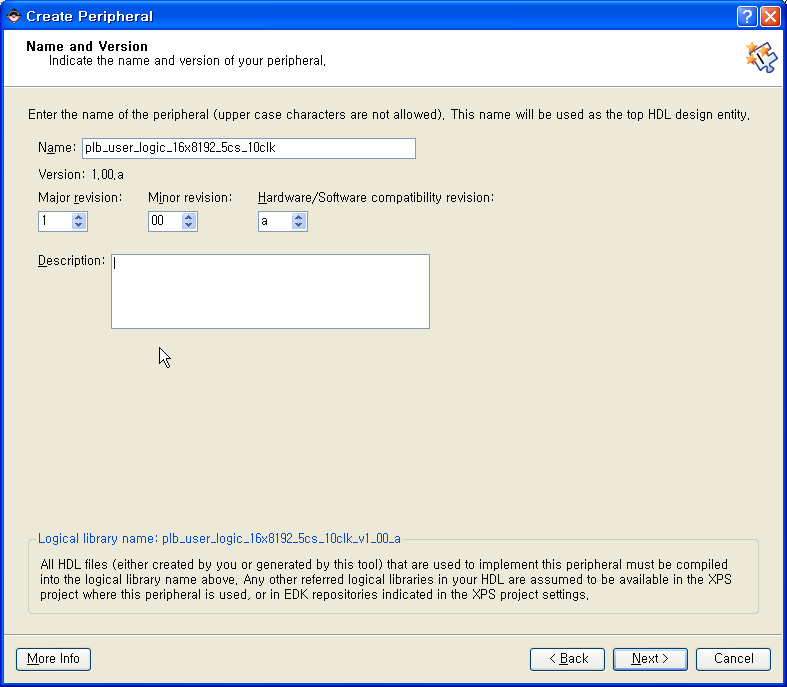 Create Peripheral
Name and Version
Indicate the name and version of your peripheral.
Enter the name of the peripheral (upper case characters are not allowed). This name will be used as the top HDL design entity.
Name: plb_user_logic_16x8192_5cs_10clk
Version: 1.00.a
Major revision: Minor revision: Hardware/Software compatibility revision:
1 00 a
Description:
Logical library name: plb_user_logic_16x8192_5cs_10clk_v1_00_a
All HDL files (either created by you or generated by this tool) that are used to implement this peripheral must be compiled
into the logical library name above. Any other referred logical libraries in your HDL are assumed to be available in the XPS
project where this peripheral is used, or in EDK repositories indicated in the XPS project settings.
More Info < Back Next > Cancel